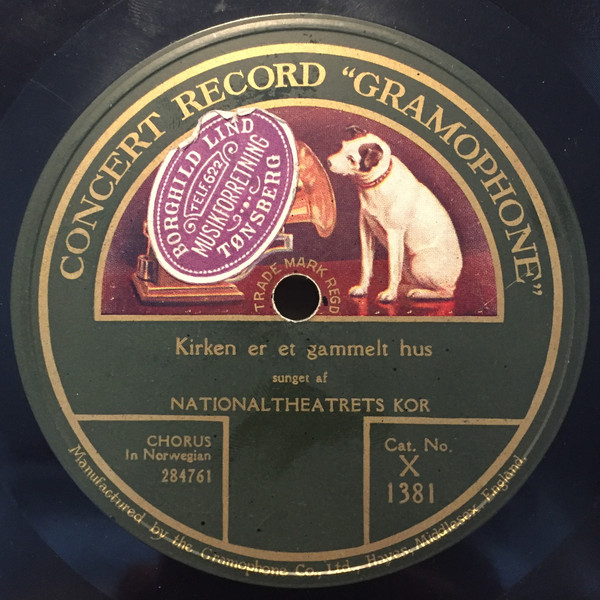 CONCERT RECORD “GRAMOPHONE”
BORGHILD LIND
TELF. 622
MUSIKKFORRETNING
TØNSBERG
TRADE MARK REGD
Kirken er et gammelt hus
sunget af
NATIONALTHEATRETS KOR
CHORUS
In Norwegian
284761
Cat. No.
X
1381
Manufactured by the Gramophone Co., Ltd., Hayes, Middlesex, England.